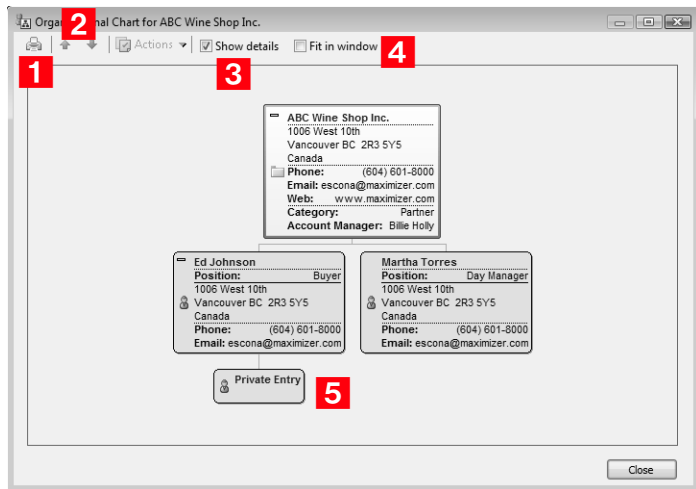 Organ
nal Chart for ABC Wine Shop Inc.
2
Actions
Show details
Fit in window
1
3
4
ABC Wine Shop Inc.
1006 West 10th
Vancouver BC 2R3 5Y5
Canada
Phone: (604) 601-8000
Email: escona@maximizer.com
Web: www.maximizer.com
Category: Partner
Account Manager: Billie Holly
Ed Johnson
Position: Buyer
1006 West 10th
Vancouver BC 2R3 5Y5
Canada
Phone: (604) 601-8000
Email: escona@maximizer.com
Martha Torres
Position: Day Manager
1006 West 10th
Vancouver BC 2R3 5Y5
Canada
Phone: (604) 601-8000
Email: escona@maximizer.com
Private Entry
5
Close